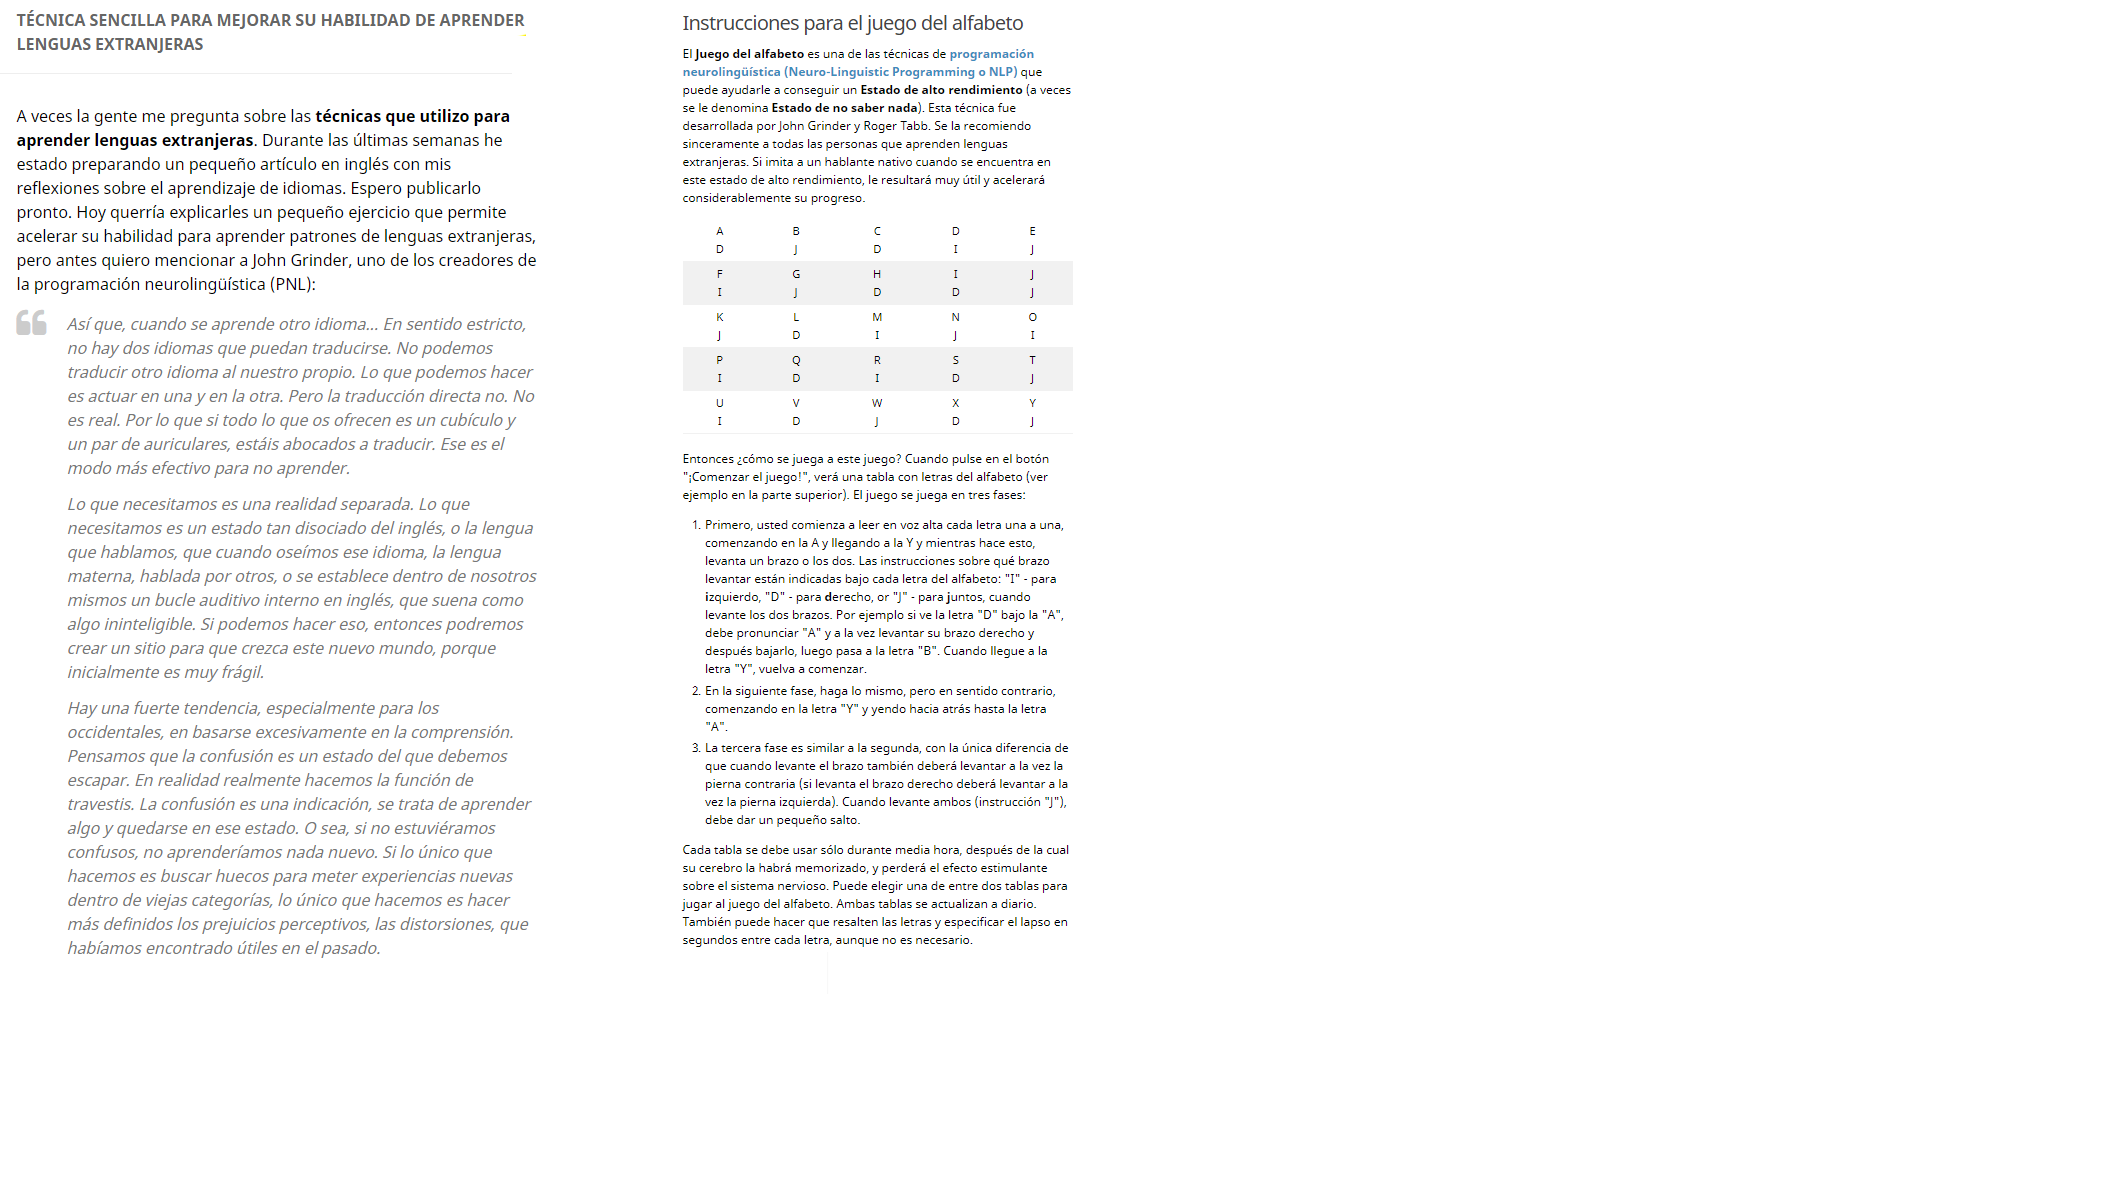 TÉCNICA SENCILLA PARA MEJORAR SU HABILIDAD DE APRENDER
LENGUAS EXTRANJERAS
A veces la gente me pregunta sobre las técnicas que utilizo para
aprender lenguas extranjeras. Durante las últimas semanas he
estado preparando un pequeño artículo en inglés con mis
reflexiones sobre el aprendizaje de idiomas. Espero publicarlo
pronto. Hoy querría explicarles un pequeño ejercicio que permite
acelerar su habilidad para aprender patrones de lenguas extranjeras,
pero antes quiero mencionar a John Grinder, uno de los creadores de
la programación neurolingüística (PNL):
Así que, cuando se aprende otro idioma... En sentido estricto,
no hay dos idiomas que puedan traducirse. No podemos
traducir otro idioma al nuestro propio. Lo que podemos hacer
es actuar en una y en la otra. Pero la traducción directa no. No
es real. Por lo que si todo lo que os ofrecen es un cubículo y
un par de auriculares, estáis abocados a traducir. Ese es el
modo más efectivo para no aprender.
Lo que necesitamos es una realidad separada. Lo que
necesitamos es un estado tan disociado del inglés, o la lengua
que hablamos, que cuando oseímos ese idioma, la lengua
materna, hablada por otros, o se establece dentro de nosotros
mismos un bucle auditivo interno en inglés, que suena como
algo ininteligible. Si podemos hacer eso, entonces podremos
crear un sitio para que crezca este nuevo mundo, porque
inicialmente es muy frágil.
Hay una fuerte tendencia, especialmente para los
occidentales, en basarse excesivamente en la comprensión.
Pensamos que la confusión es un estado del que debemos
escapar. En realidad realmente hacemos la función de
travestis. La confusión es una indicación, se trata de aprender
algo y quedarse en ese estado. O sea, si no estuviéramos
confusos, no aprenderíamos nada nuevo. Si lo único que
hacemos es buscar huecos para meter experiencias nuevas
dentro de viejas categorías, lo único que hacemos es hacer
más definidos los prejuicios perceptivos, las distorsiones, que
habíamos encontrado útiles en el pasado.
Instrucciones para el juego del alfabeto
El Juego del alfabeto es una de las técnicas de programación
neurolingüística (Neuro-Linguistic Programming o NLP) que
puede ayudarle a conseguir un Estado de alto rendimiento (a veces
se le denomina Estado de no saber nada). Esta técnica fue
desarrollada por John Grinder y Roger Tabb. Se la recomiendo
sinceramente a todas las personas que aprenden lenguas
extranjeras. Si imita a un hablante nativo cuando se encuentra en
este estado de alto rendimiento, le resultará muy útil y acelerará
considerablemente su progreso.
A B C D E
D J D I J
F G H I J
I J D D J
K L M N O
J D I J I
P Q R S T
I D I D J
U V W X Y
I D J D J
Entonces ¿cómo se juega a este juego? Cuando pulse en el botón
"¡Comenzar el juego!", verá una tabla con letras del alfabeto (ver
ejemplo en la parte superior). El juego se juega en tres fases:
1. Primero, usted comienza a leer en voz alta cada letra una a una,
comenzando en la A y llegando a la Y y mientras hace esto,
levanta un brazo o los dos. Las instrucciones sobre qué brazo
levantar están indicadas bajo cada letra del alfabeto: "I" - para
izquierdo, "D" - para derecho, or "J" - para juntos, cuando
levante los dos brazos. Por ejemplo si ve la letra "D" bajo la "A",
debe pronunciar "A" y a la vez levantar su brazo derecho y
después bajarlo, luego pasa a la letra "B". Cuando llegue a la
letra "Y", vuelva a comenzar.
2. En la siguiente fase, haga lo mismo, pero en sentido contrario,
comenzando en la letra "Y" y yendo hacia atrás hasta la letra
"A".
3. La tercera fase es similar a la segunda, con la única diferencia de
que cuando levante el brazo también deberá levantar a la vez la
pierna contraria (si levanta el brazo derecho deberá levantar a la
vez la pierna izquierda). Cuando levante ambos (instrucción "J"),
debe dar un pequeño salto.
Cada tabla se debe usar sólo durante media hora, después de la cual
su cerebro la habrá memorizado, y perderá el efecto estimulante
sobre el sistema nervioso. Puede elegir una de entre dos tablas para
jugar al juego del alfabeto. Ambas tablas se actualizan a diario.
También puede hacer que resalten las letras y especificar el lapso en
segundos entre cada letra, aunque no es necesario.